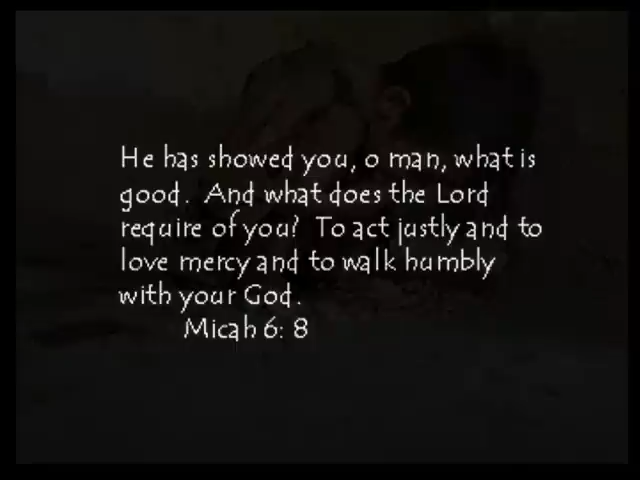 He has showed you, o man, what is
good. And what does the Lord
require of you? To act justly and to
love mercy and to walk humbly
with your God.
Micah 6: 8